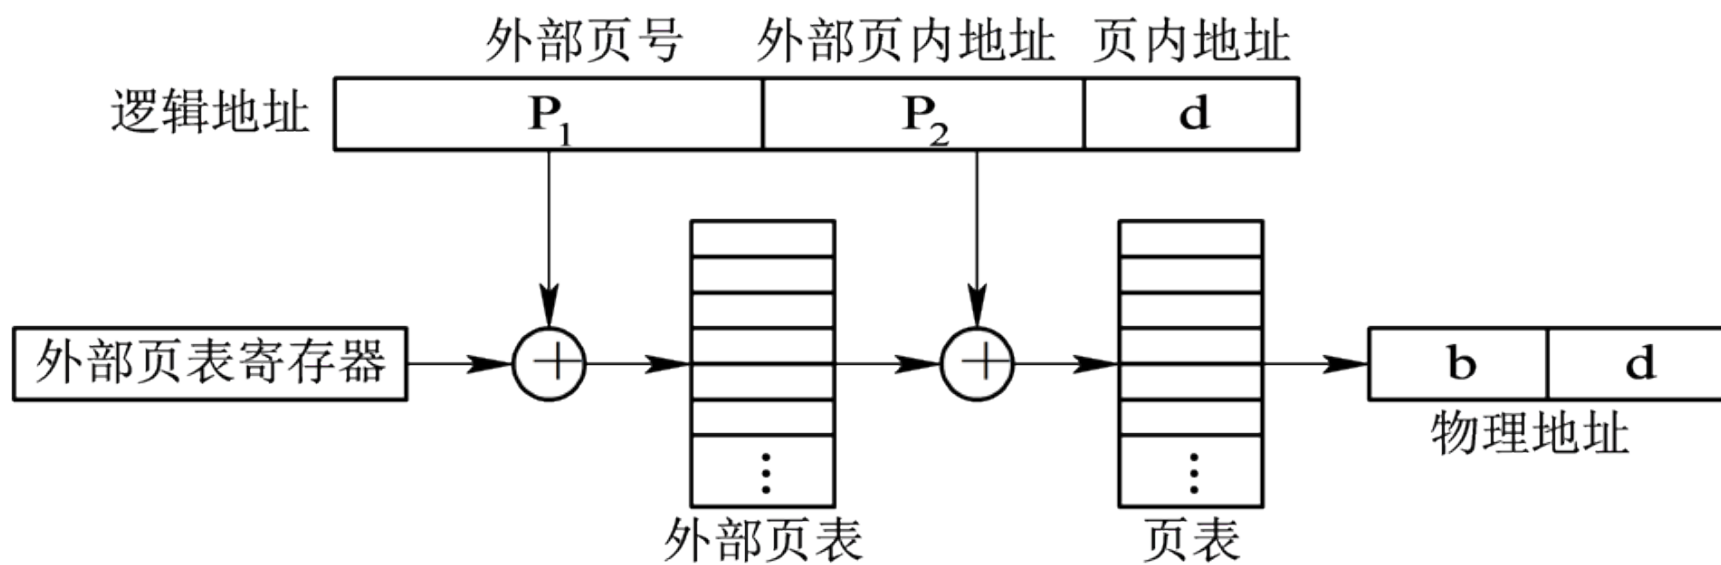 外部页号 外部页内地址 页内地址
逻辑地址 P1 P2 d
外部页表寄存器 + + b d
物理地址
外部页表 页表